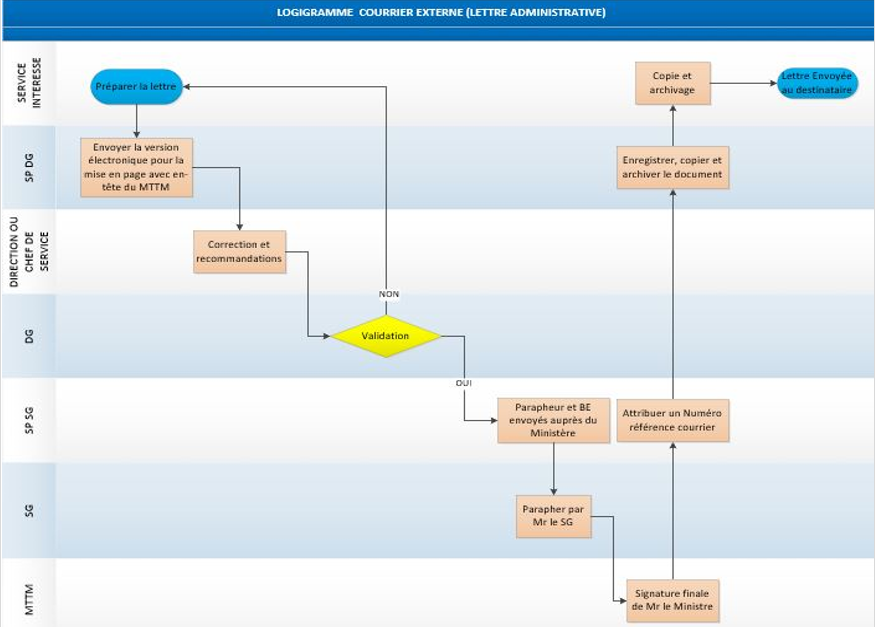 LOGIGRAMME COURRIER EXTERNE (LETTRE ADMINISTRATIVE)
SERVICE
INTERESSE
Préparer la lettre
Copie et
archivage
Lettre Envoyée
au destinataire
SP DG
Envoyer la version
électronique pour la
mise en page avec en-
tête du MTTM
Enregistrer, copier et
archiver le document
DIRECTION OU
CHEF DE
SERVICE
Correction et
recommandations
NON
DG
Validation
OUI
SP SG
Parapheur et BE
envoyés auprès du
Ministère
Attribuer un Numéro
référence courrier
SG
Parapher par
Mr le SG
MTTM
Signature finale
de Mr le Ministre